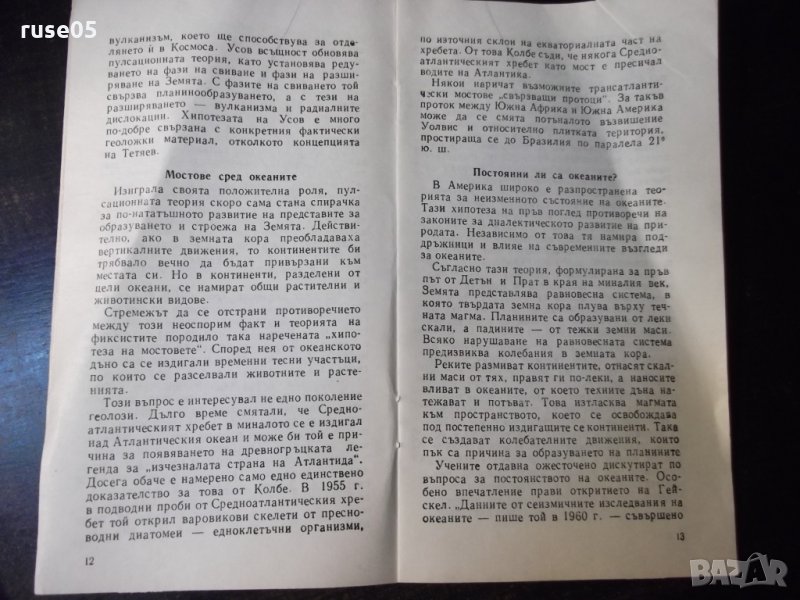 ruse05
вулканизъм, което ще способствува за отде-
лянето ѝ в Космоса. Усов всъщност обновява
пулсационната теория, като установява редува-
нето на фази на свиване и фази на разши-
ряване на Земята. С фазите на свиването той
свързва планинообразуването, а с тези на
разширяването — вулканизма и радиалните
дислокации. Хипотезата на Усов е много
по-добре свързана с конкретния фактически
геоложки материал, отколкото концепцията
на Тетяев.
Мостове сред океаните
Изиграла своята положителна роля, пул-
сационната теория скоро сама стана спирачка
за по-нататъшното развитие на представите за
образуването и строежа на Земята. Действи-
телно, ако в земната кора преобладаваха
вертикалните движения, то континентите би
трябвало вечно да бъдат привързани към
местата си. Но в континенти, разделени от
цели океани, се намират общи растителни и
животински видове.
Стремежът да се отстрани противоречието
между този неоспорим факт и теорията на
фиксистите породило така наречената „хипо-
теза на мостовете“. Според нея от океанското
дъно са се издигали временни тесни участъци,
по които се разселвали животните и расте-
нията.
Този въпрос е интересувал не едно поколение
геолози. Дълго време смятали, че Средно-
атлантическият хребет в миналото се е издигал
над Атлантическия океан и може би той е при-
чина за появяването на древногръцката ле-
генда за „изчезналата страна на Атлантида“.
Досега обаче е намерено само едно единствено
доказателство за това от Колбе. В 1955 г.
в подводни проби от Средноатлантическия хре-
бет той открил варовикови скелети от пресно-
водни диатомеи — едноклетъчни организми,
12
по източния склон на екваториалната част на
хребета. От това Колбе съди, че някога Средно-
атлантическият хребет като мост е пресичал
водите на Атлантика.
Някои наричат възможните трансатланти-
чески мостове „свързващи протоци“. За такъв
проток между Южна Африка и Южна Америка
може да се смята потъналото възвишение
Уолвис и относително плитката територия,
простираща се до Бразилия по паралела 21°
ю. ш.
Постоянни ли са океаните?
В Америка широко е разпространена тео-
рията за неизменното състояние на океаните.
Тази хипотеза на пръв поглед противоречи на
законите за диалектическото развитие на при-
родата. Независимо от това тя намира под-
дръжници и влияе на съвременните възгледи
за океаните.
Съгласно тази теория, формулирана за пръв
път от Детън и Прат в края на миналия век,
Земята представлява равновесна система, в
която твърдата земна кора плува върху теч-
ната магма. Планините са образувани от леки
скали, а падините — от тежки земни маси.
Всяко нарушаване на равновесната система
предизвиква колебания в земната кора.
Реките размиват континентите, отнасят скал-
ни маси от тях, правят ги по-леки, а наносите
вливат в океаните, от което техните дъна на-
тежават и потъват. Това изтласква магмата
към пространството, което се освобождава
под постепенно издигащите се континенти. Така
се създават колебателните движения, които
пък са причина за образуването на планините
Учените отдавна ожесточено дискутират по
въпроса за постоянството на океаните. Осо-
бено впечатление прави откритието на Гей-
скел. „Данните от сеизмичните изследвания на
океаните — пише той в 1960 г. — съвършено
13
BAZAR